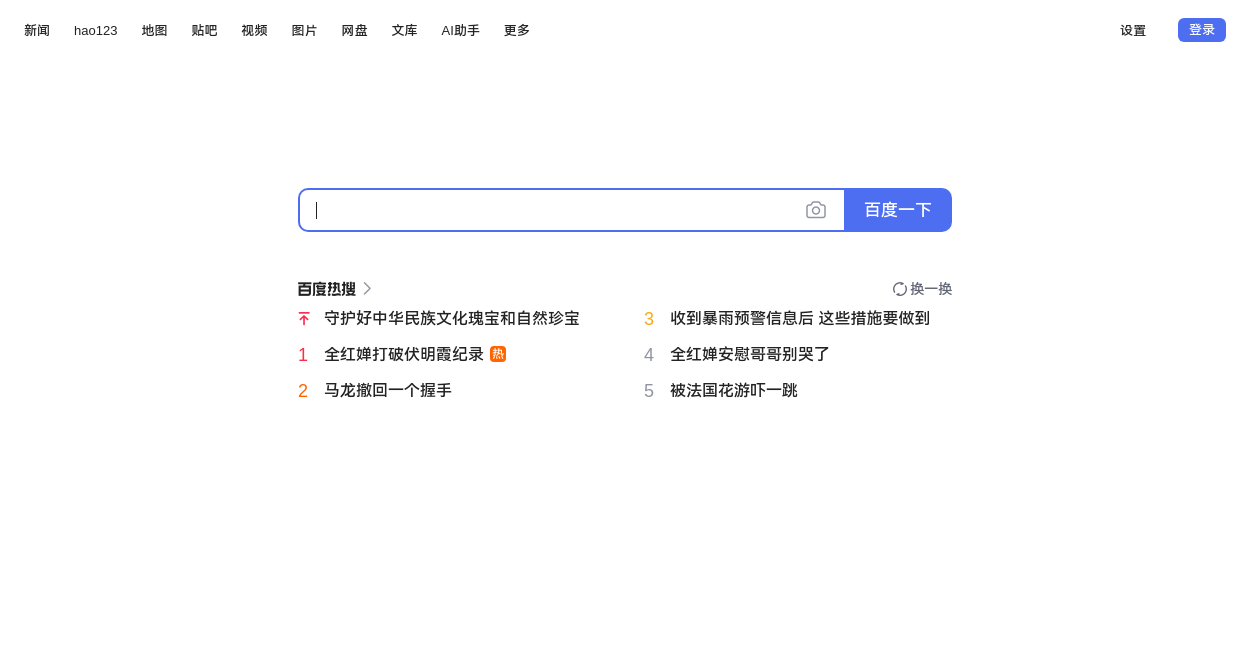 新闻 hao123 地图 贴吧 视频 图片 网盘 文库 AI助手 更多 设置 登录
百度一下
百度热搜 换一换
守护好中华民族文化瑰宝和自然珍宝
1 全红婵打破伏明霞纪录 热
2 马龙撤回一个握手
3 收到暴雨预警信息后 这些措施要做到
4 全红婵安慰哥哥别哭了
5 被法国花游吓一跳